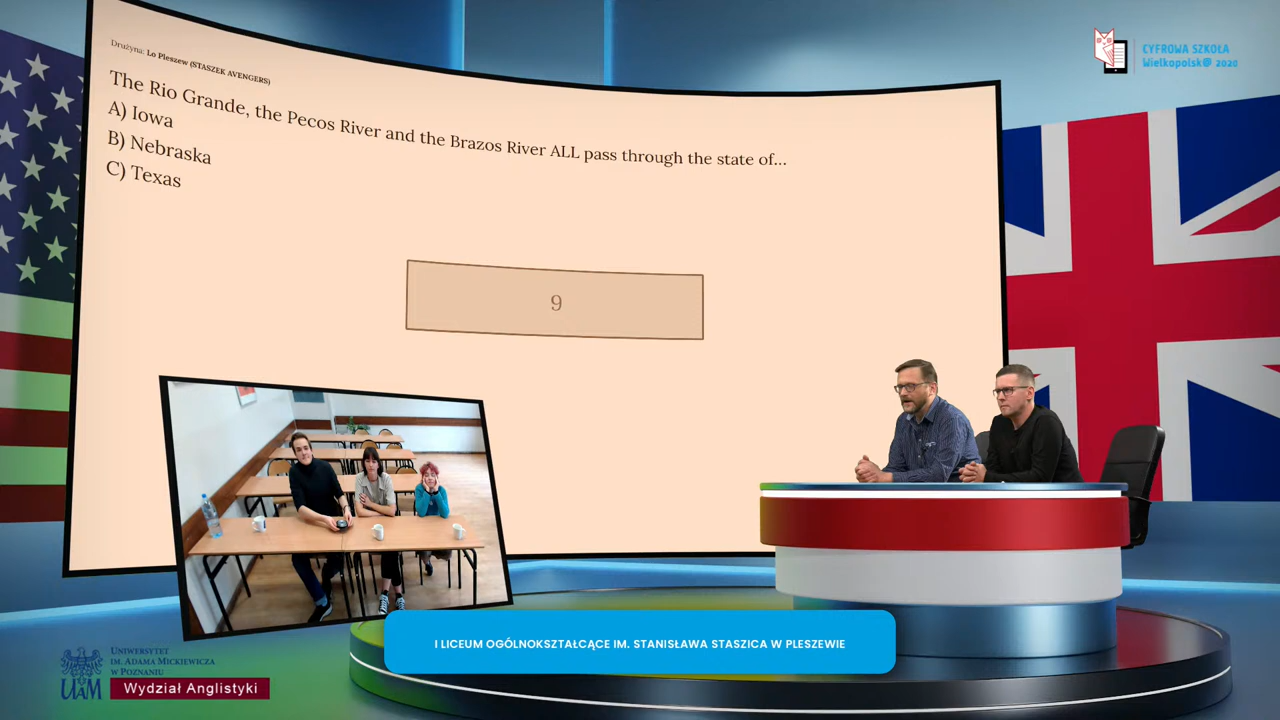 Drużyna: Lo Pleszew (STASZEK AVENGERS)
The Rio Grande, the Pecos River and the Brazos River ALL pass through the state of...
A) Iowa
B) Nebraska
C) Texas
9
CYFROWA SZKOŁA
Wielkopolsk@ 2020
I LICEUM OGÓLNOKSZTAŁCĄCE IM. STANISŁAWA STASZICA W PLESZEWIE
UNIWERSYTET
IM. ADAMA MICKIEWICZA
W POZNANIU
UAM
Wydział Anglistyki